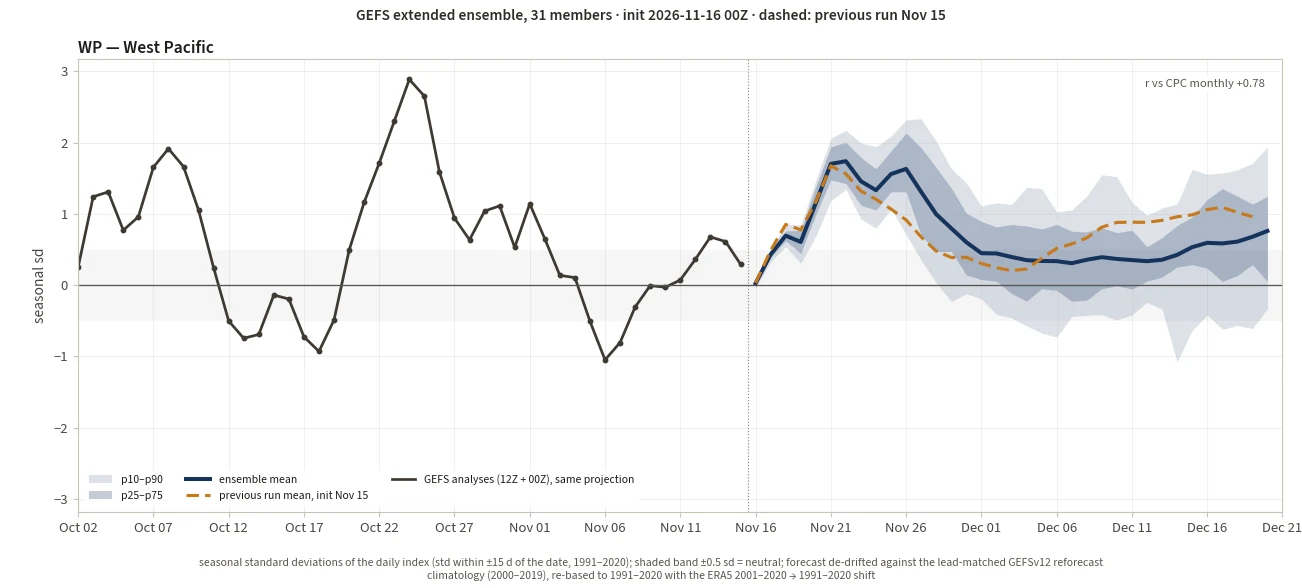 GEFS extended ensemble, 31 members · init 2026-11-16 00Z · dashed: previous run Nov 15
WP — West Pacific
r vs CPC monthly +0.78
seasonal sd
3
2
1
0
−1
−2
−3
p10–p90
p25–p75
ensemble mean
previous run mean, init Nov 15
GEFS analyses (12Z + 00Z), same projection
Oct 02 Oct 07 Oct 12 Oct 17 Oct 22 Oct 27 Nov 01 Nov 06 Nov 11 Nov 16 Nov 21 Nov 26 Dec 01 Dec 06 Dec 11 Dec 16 Dec 21
seasonal standard deviations of the daily index (std within ±15 d of the date, 1991–2020); shaded band ±0.5 sd = neutral; forecast de-drifted against the lead-matched GEFSv12 reforecast
climatology (2000–2019), re-based to 1991–2020 with the ERA5 2001–2020 → 1991–2020 shift